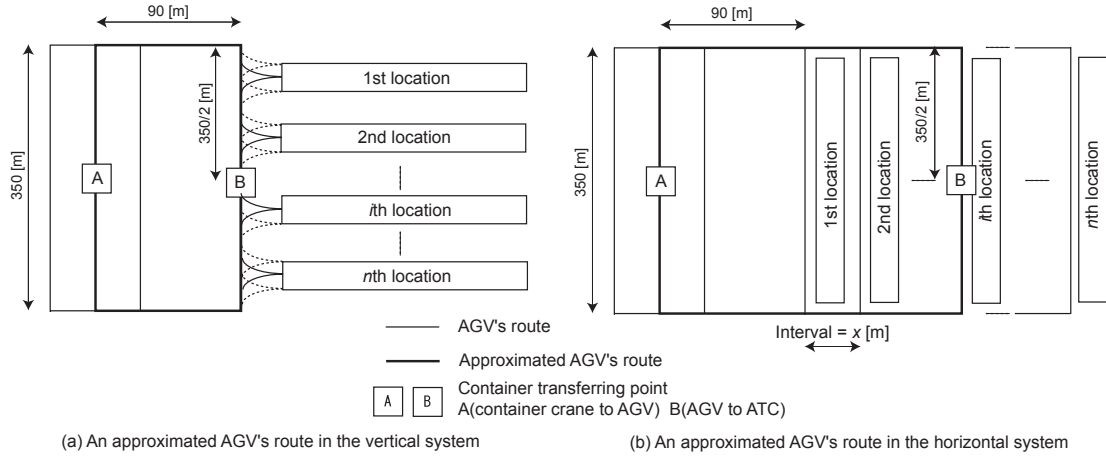 90 [m]
350 [m]
350/2 [m]
A
B
1st location
2nd location
ith location
nth location
90 [m]
350 [m]
350/2 [m]
A
B
1st location
2nd location
ith location
nth location
Interval = x [m]
AGV's route
Approximated AGV's route
A B
Container transferring point
A(container crane to AGV) B(AGV to ATC)
(a) An approximated AGV's route in the vertical system
(b) An approximated AGV's route in the horizontal system